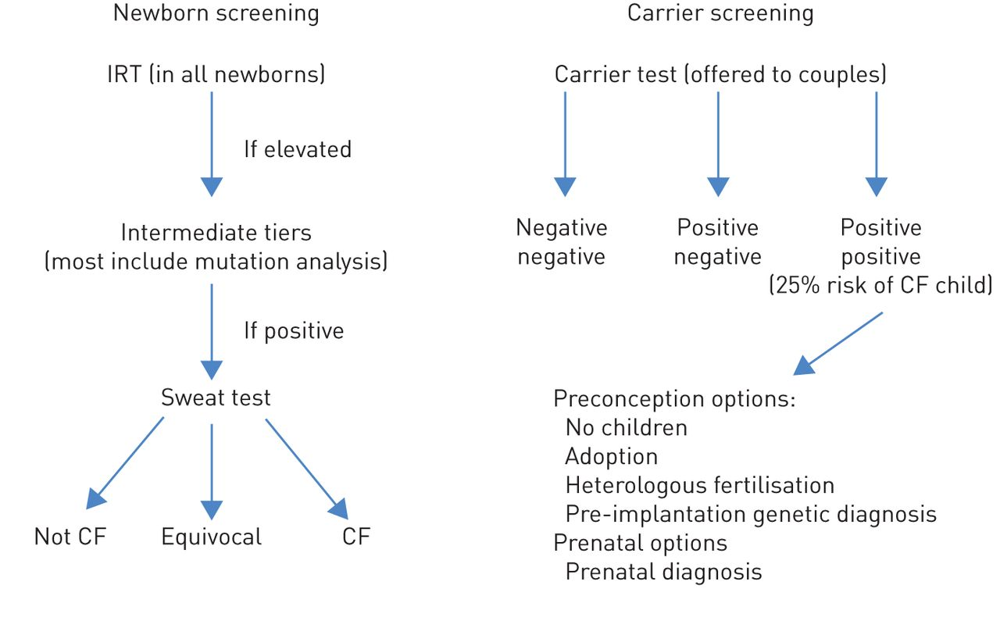 Newborn screening
IRT (in all newborns)
If elevated
Intermediate tiers
(most include mutation analysis)
If positive
Sweat test
Not CF
Equivocal
CF
Carrier screening
Carrier test (offered to couples)
Negative
negative
Positive
negative
Positive
positive
(25% risk of CF child)
Preconception options:
No children
Adoption
Heterologous fertilisation
Pre-implantation genetic diagnosis
Prenatal options
Prenatal diagnosis